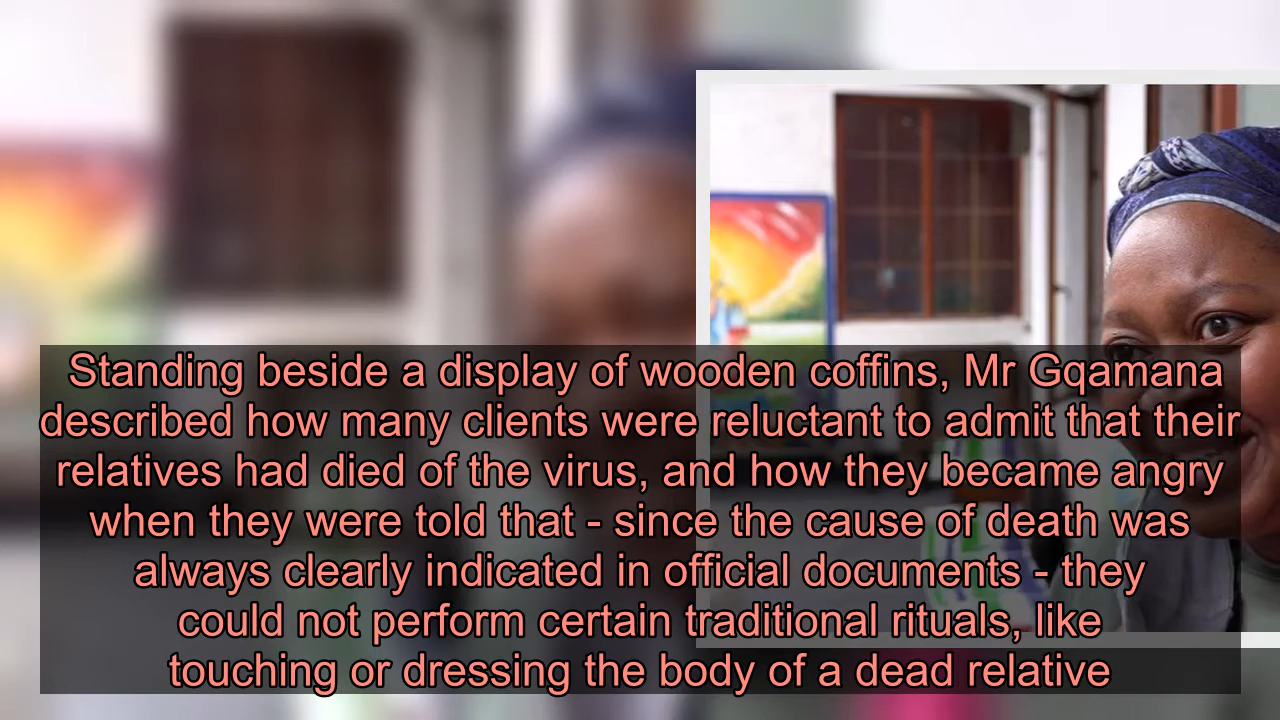 Standing beside a display of wooden coffins, Mr Gqamana
described how many clients were reluctant to admit that their
relatives had died of the virus, and how they became angry
when they were told that - since the cause of death was
always clearly indicated in official documents - they
could not perform certain traditional rituals, like
touching or dressing the body of a dead relative